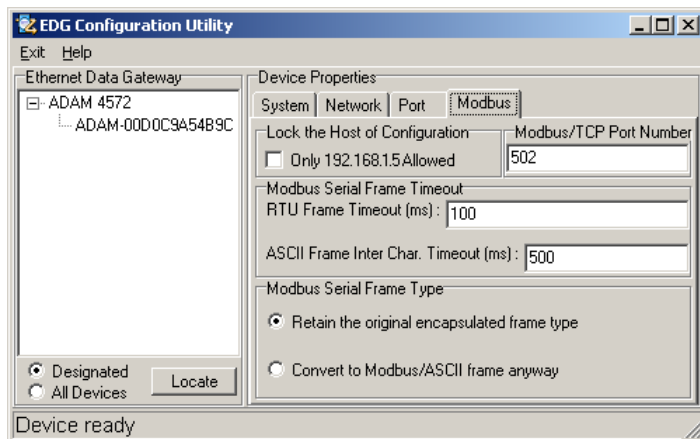 EDG Configuration Utility
Exit Help
Ethernet Data Gateway
ADAM 4572
ADAM-00D0C9A54B9C
Designated
All Devices
Locate
Device Properties
System Network Port Modbus
Lock the Host of Configuration
Only 192.168.1.5 Allowed
Modbus/TCP Port Number
502
Modbus Serial Frame Timeout
RTU Frame Timeout (ms) : 100
ASCII Frame Inter Char. Timeout (ms) : 500
Modbus Serial Frame Type
Retain the original encapsulated frame type
Convert to Modbus/ASCII frame anyway
Device ready